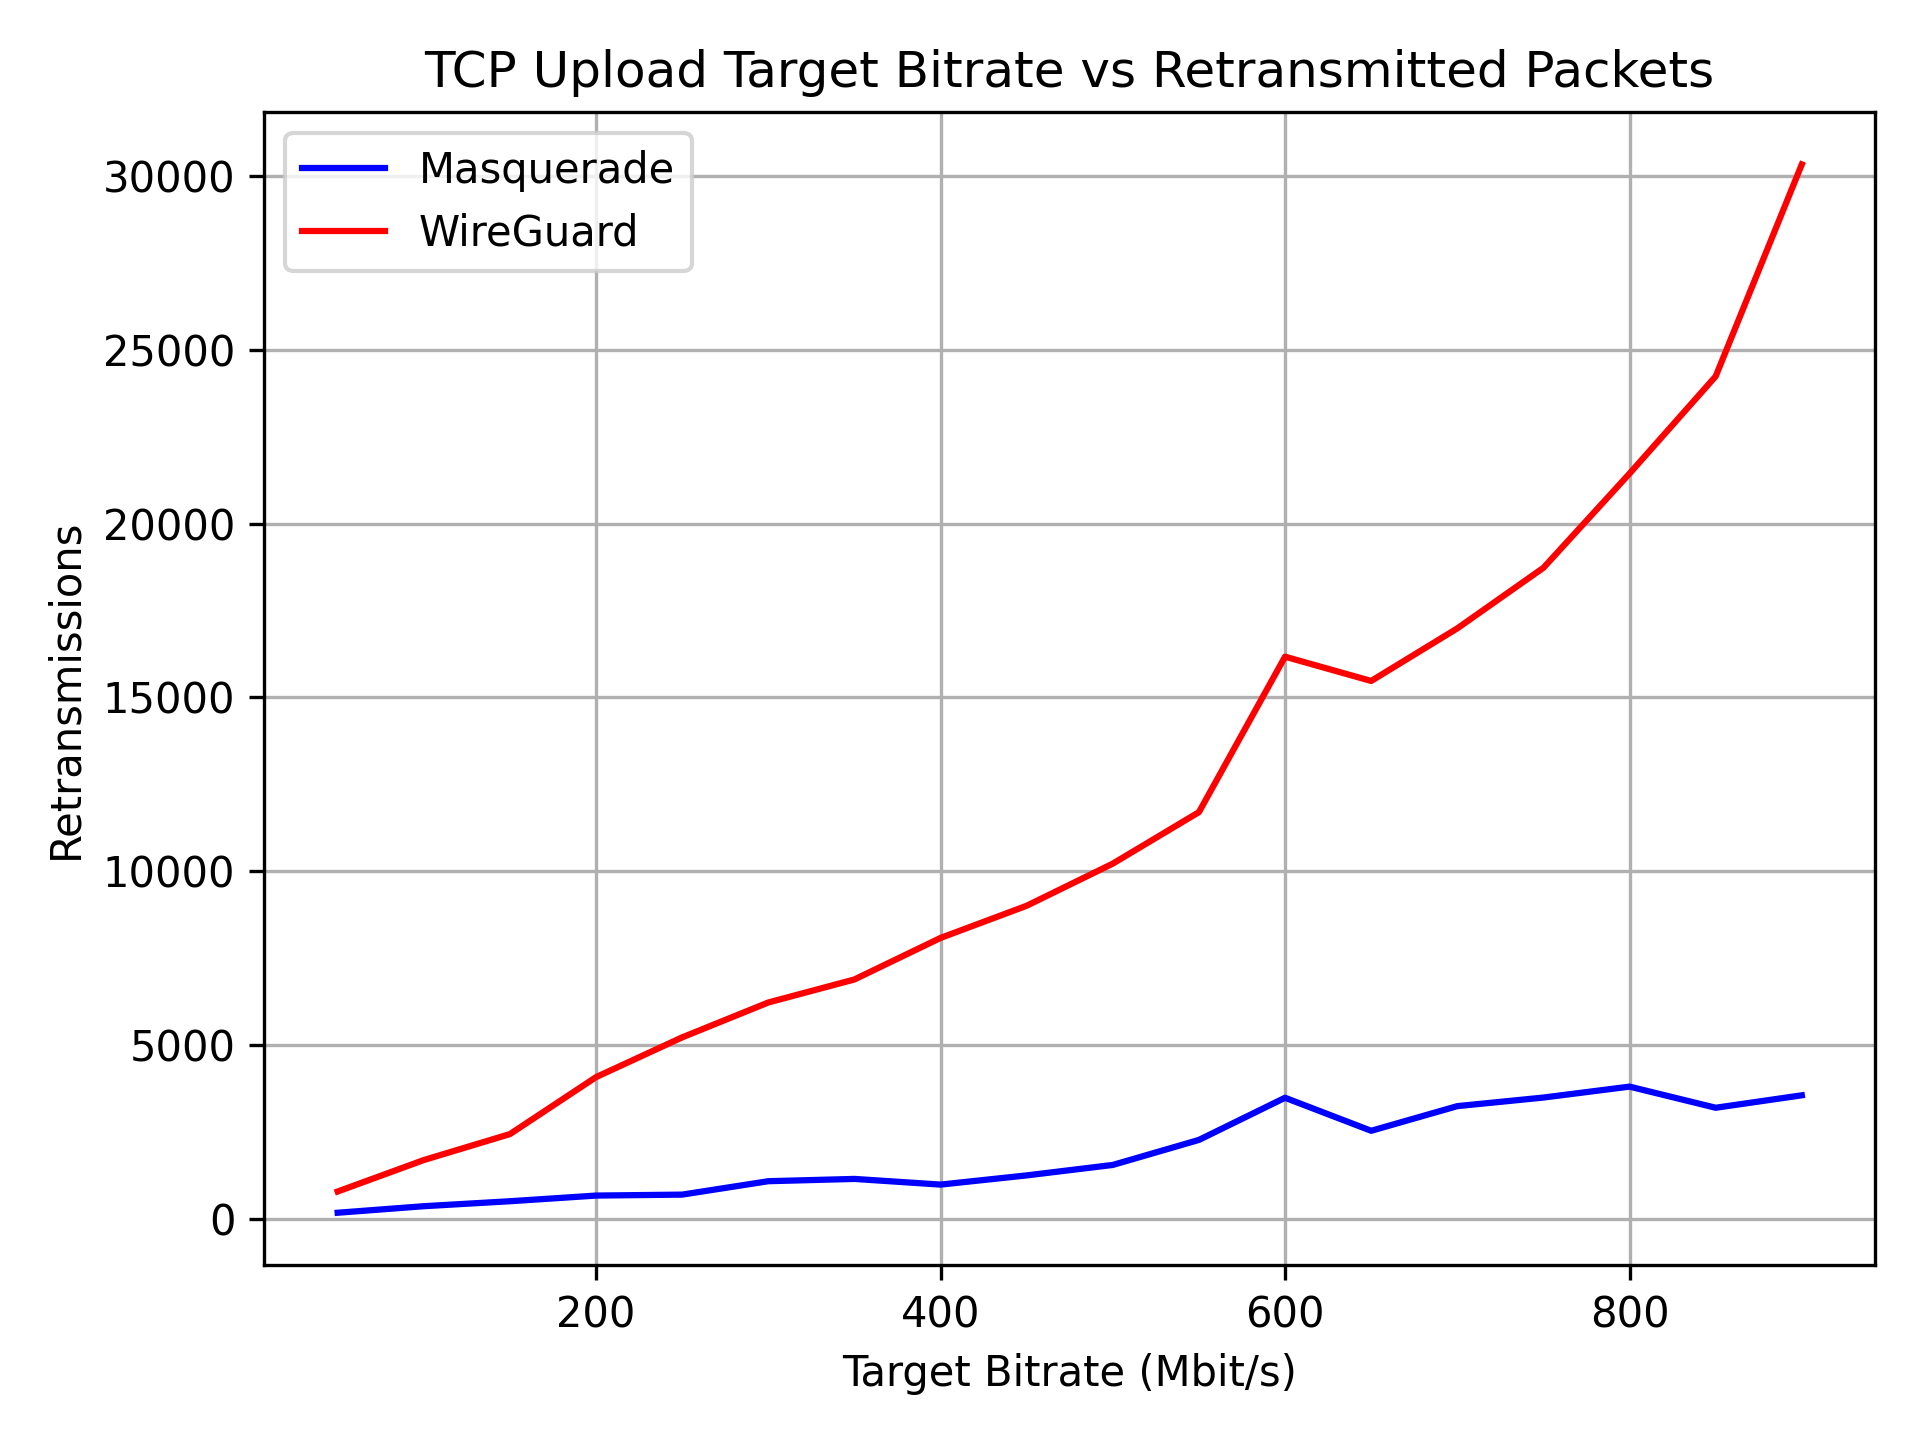 TCP Upload Target Bitrate vs Retransmitted Packets
Masquerade
WireGuard
30000
25000
20000
15000
10000
5000
0
Retransmissions
200 400 600 800
Target Bitrate (Mbit/s)